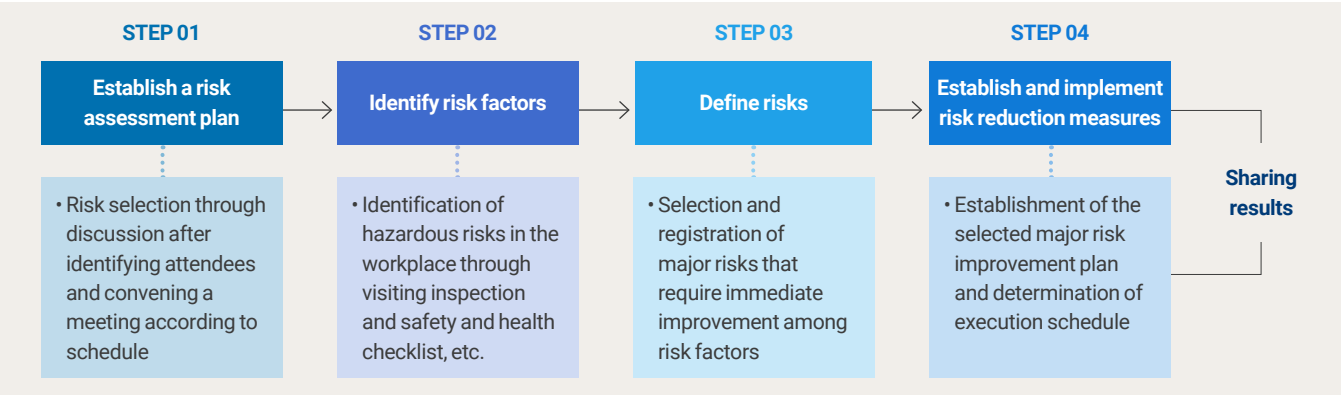 STEP 01
Establish a risk
assessment plan
• Risk selection through
discussion after
identifying attendees
and convening a
meeting according to
schedule
STEP 02
Identify risk factors
• Identification of
hazardous risks in the
workplace through
visiting inspection
and safety and health
checklist, etc.
STEP 03
Define risks
• Selection and
registration of
major risks that
require immediate
improvement among
risk factors
STEP 04
Establish and implement
risk reduction measures
• Establishment of the
selected major risk
improvement plan
and determination of
execution schedule
Sharing
results